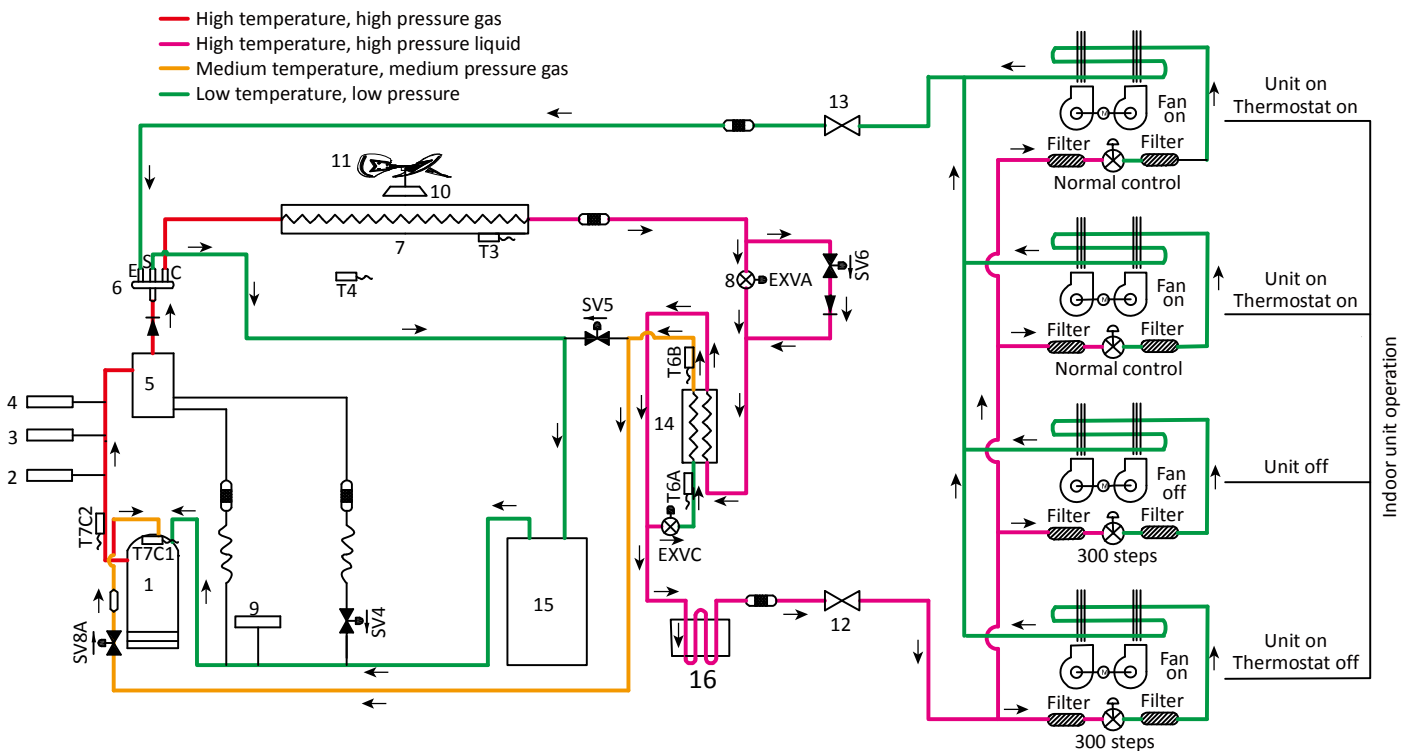 High temperature, high pressure gas
High temperature, high pressure liquid
Medium temperature, medium pressure gas
Low temperature, low pressure
13
11
10
7
T3
T4
E
S
C
6
8
EXVA
SV6
SV5
T6B
14
T6A
EXVC
5
4
3
2
T7C2
T7C1
1
SV8A
9
SV4
15
16
12
Fan
on
Filter
Filter
Normal control
Unit on
Thermostat on
Fan
on
Filter
Filter
Normal control
Unit on
Thermostat on
Fan
off
Filter
Filter
300 steps
Unit off
Fan
on
Filter
Filter
300 steps
Unit on
Thermostat off
Indoor unit operation